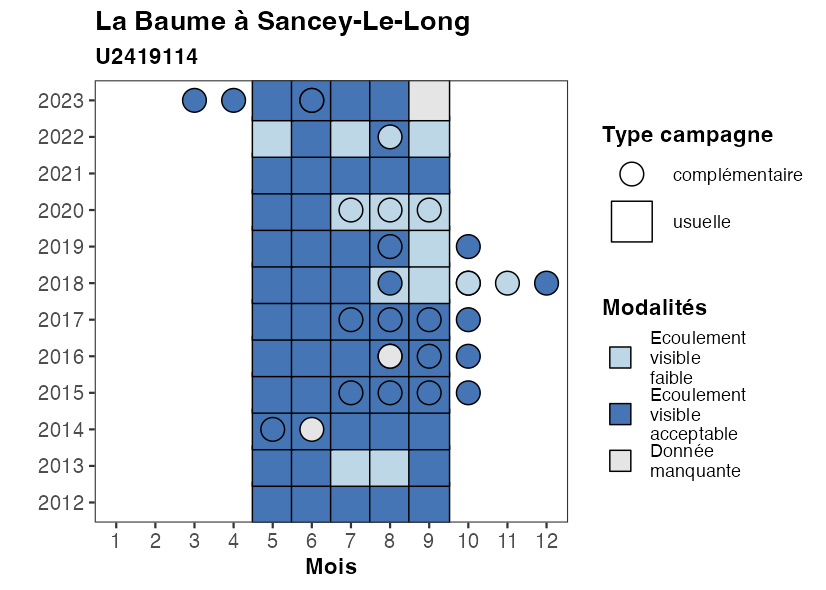 La Baume à Sancey-Le-Long
U2419114
2023
2022
2021
2020
2019
2018
2017
2016
2015
2014
2013
2012
1 2 3 4 5 6 7 8 9 10 11 12
Mois
Type campagne
complémentaire
usuelle
Modalités
Ecoulement
visible
faible
Ecoulement
visible
acceptable
Donnée
manquante